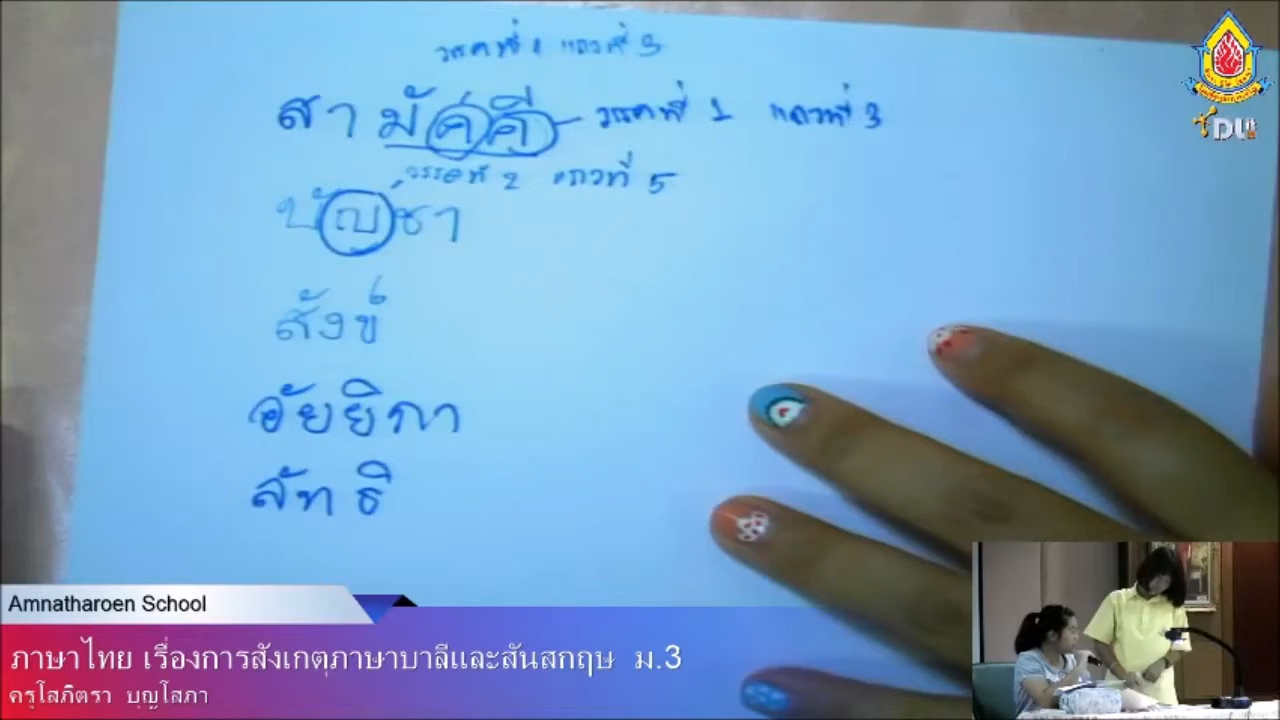 วรรคที่ 1 แถวที่ 3
สามัคคี วรรคที่ 1 แถวที่ 3
วรรคที่ 2 แถวที่ 5
บัญชา
สังข์
อัยยิกา
ลัทธิ
Amnatharoen School
ภาษาไทย เรื่องการสังเกตุภาษาบาลีและสันสกฤษ ม.3
ครูโสภิตรา บุญโสภา